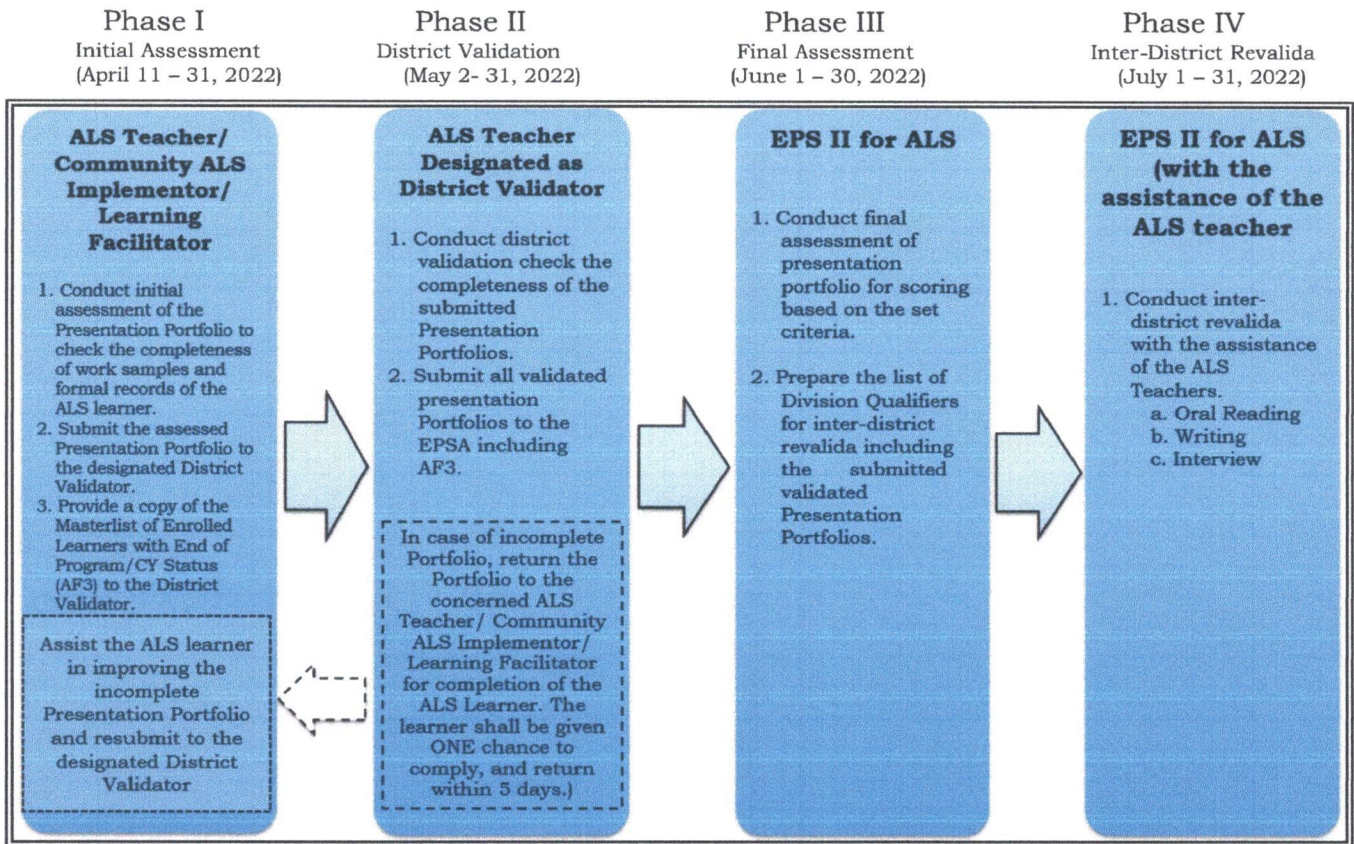 Phase I
Initial Assessment
(April 11 – 31, 2022)
Phase II
District Validation
(May 2- 31, 2022)
Phase III
Final Assessment
(June 1 – 30, 2022)
Phase IV
Inter-District Revalida
(July 1 – 31, 2022)
ALS Teacher/
Community ALS
Implementor/
Learning
Facilitator
1. Conduct initial
assessment of the
Presentation Portfolio to
check the completeness
of work samples and
formal records of the
ALS learner.
2. Submit the assessed
Presentation Portfolio to
the designated District
Validator.
3. Provide a copy of the
Masterlist of Enrolled
Learners with End of
Program/CY Status
(AF3) to the District
Validator.
Assist the ALS learner
in improving the
incomplete
Presentation Portfolio
and resubmit to the
designated District
Validator
ALS Teacher
Designated as
District Validator
1. Conduct district
validation check the
completeness of the
submitted
Presentation
Portfolios.
2. Submit all validated
presentation
Portfolios to the
EPSA including
AF3.
In case of incomplete
Portfolio, return the
Portfolio to the
concerned ALS
Teacher/ Community
ALS Implementor/
Learning Facilitator
for completion of the
ALS Learner. The
learner shall be given
ONE chance to
comply, and return
within 5 days.)
EPS II for ALS
1. Conduct final
assessment of
presentation
portfolio for scoring
based on the set
criteria.
2. Prepare the list of
Division Qualifiers
for inter-district
revalida including
the submitted
validated
Presentation
Portfolios.
EPS II for ALS
(with the
assistance of the
ALS teacher
1. Conduct inter-
district revalida
with the assistance
of the ALS
Teachers.
a. Oral Reading
b. Writing
c. Interview